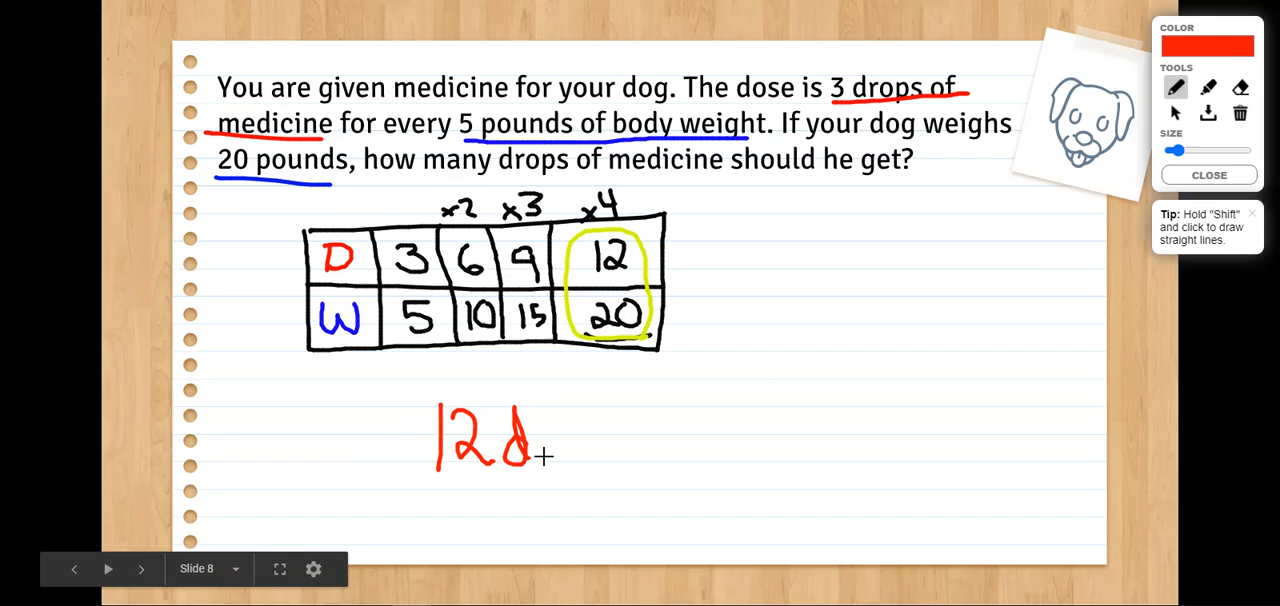 You are given medicine for your dog. The dose is 3 drops of
medicine for every 5 pounds of body weight. If your dog weighs
20 pounds, how many drops of medicine should he get?
x2 x3 x4
D 3 6 9 12
W 5 10 15 20
12 d
COLOR
TOOLS
SIZE
CLOSE
Tip: Hold "Shift"
and click to draw
straight lines.
Slide 8